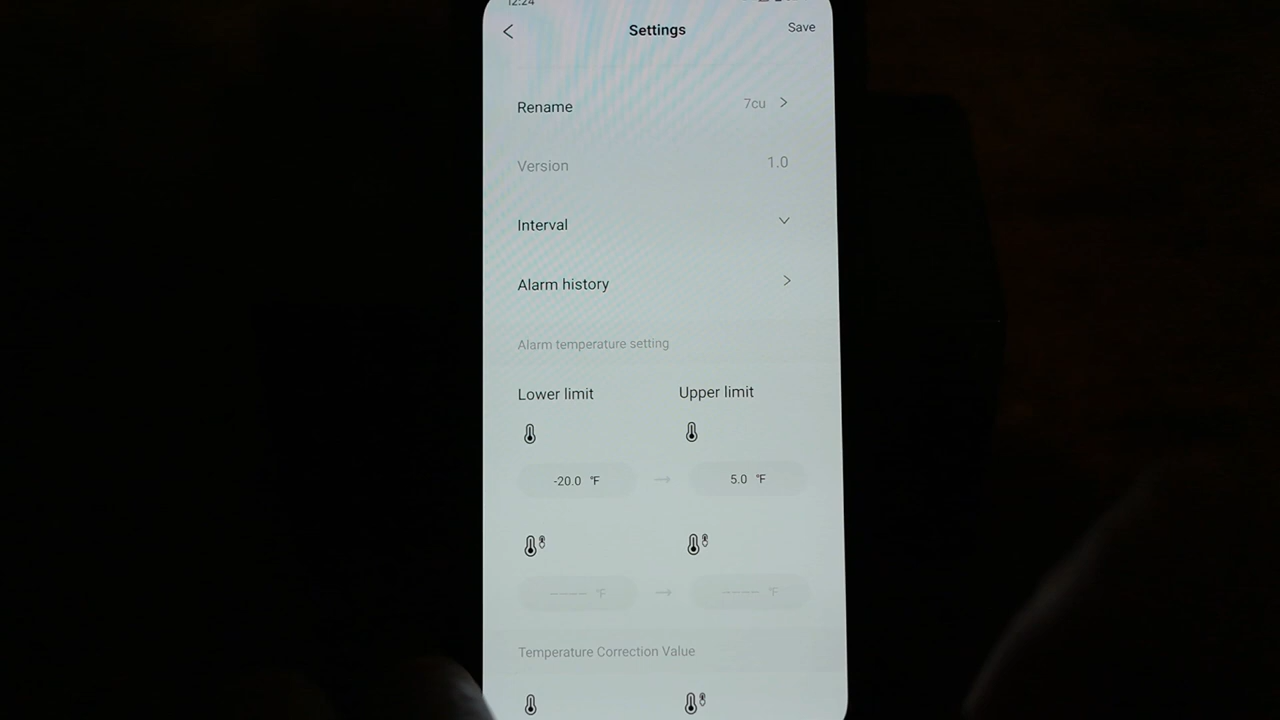 12:24
Settings
Save
Rename
7cu
Version
1.0
Interval
Alarm history
Alarm temperature setting
Lower limit
Upper limit
-20.0 ℉
5.0 ℉
---- ℉
---- ℉
Temperature Correction Value